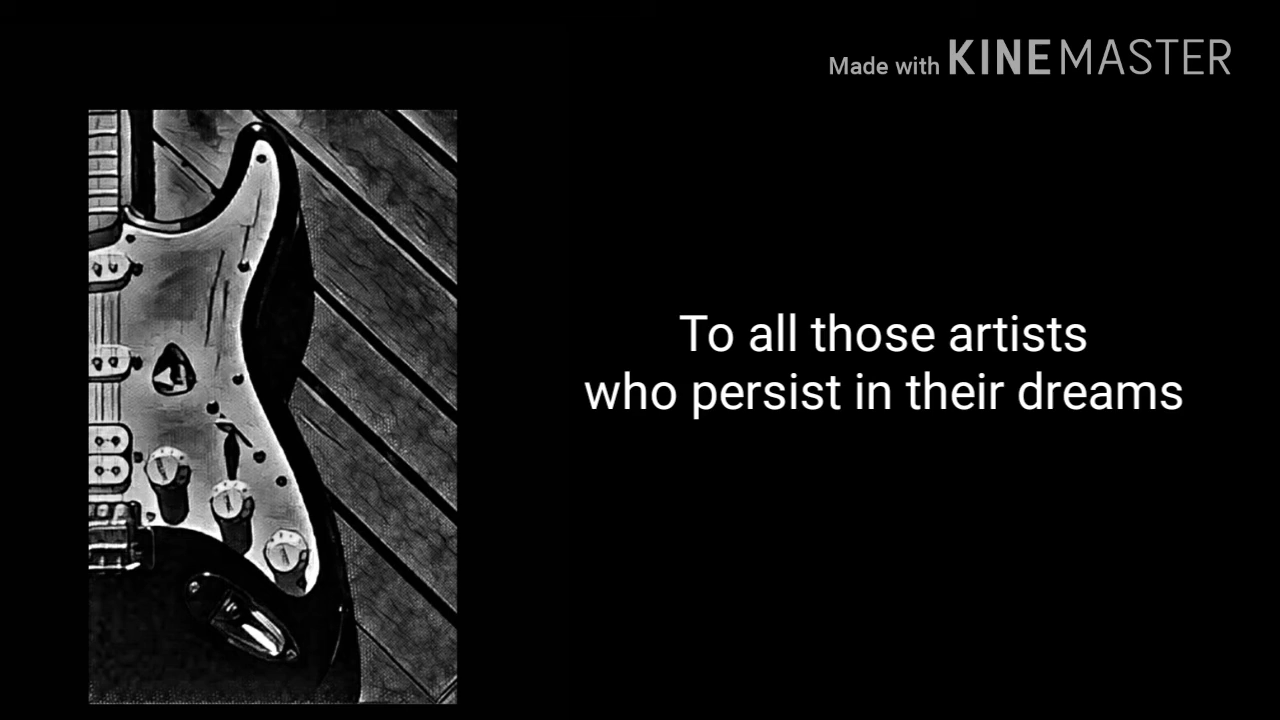 Made with KINEMASTER
To all those artists
who persist in their dreams